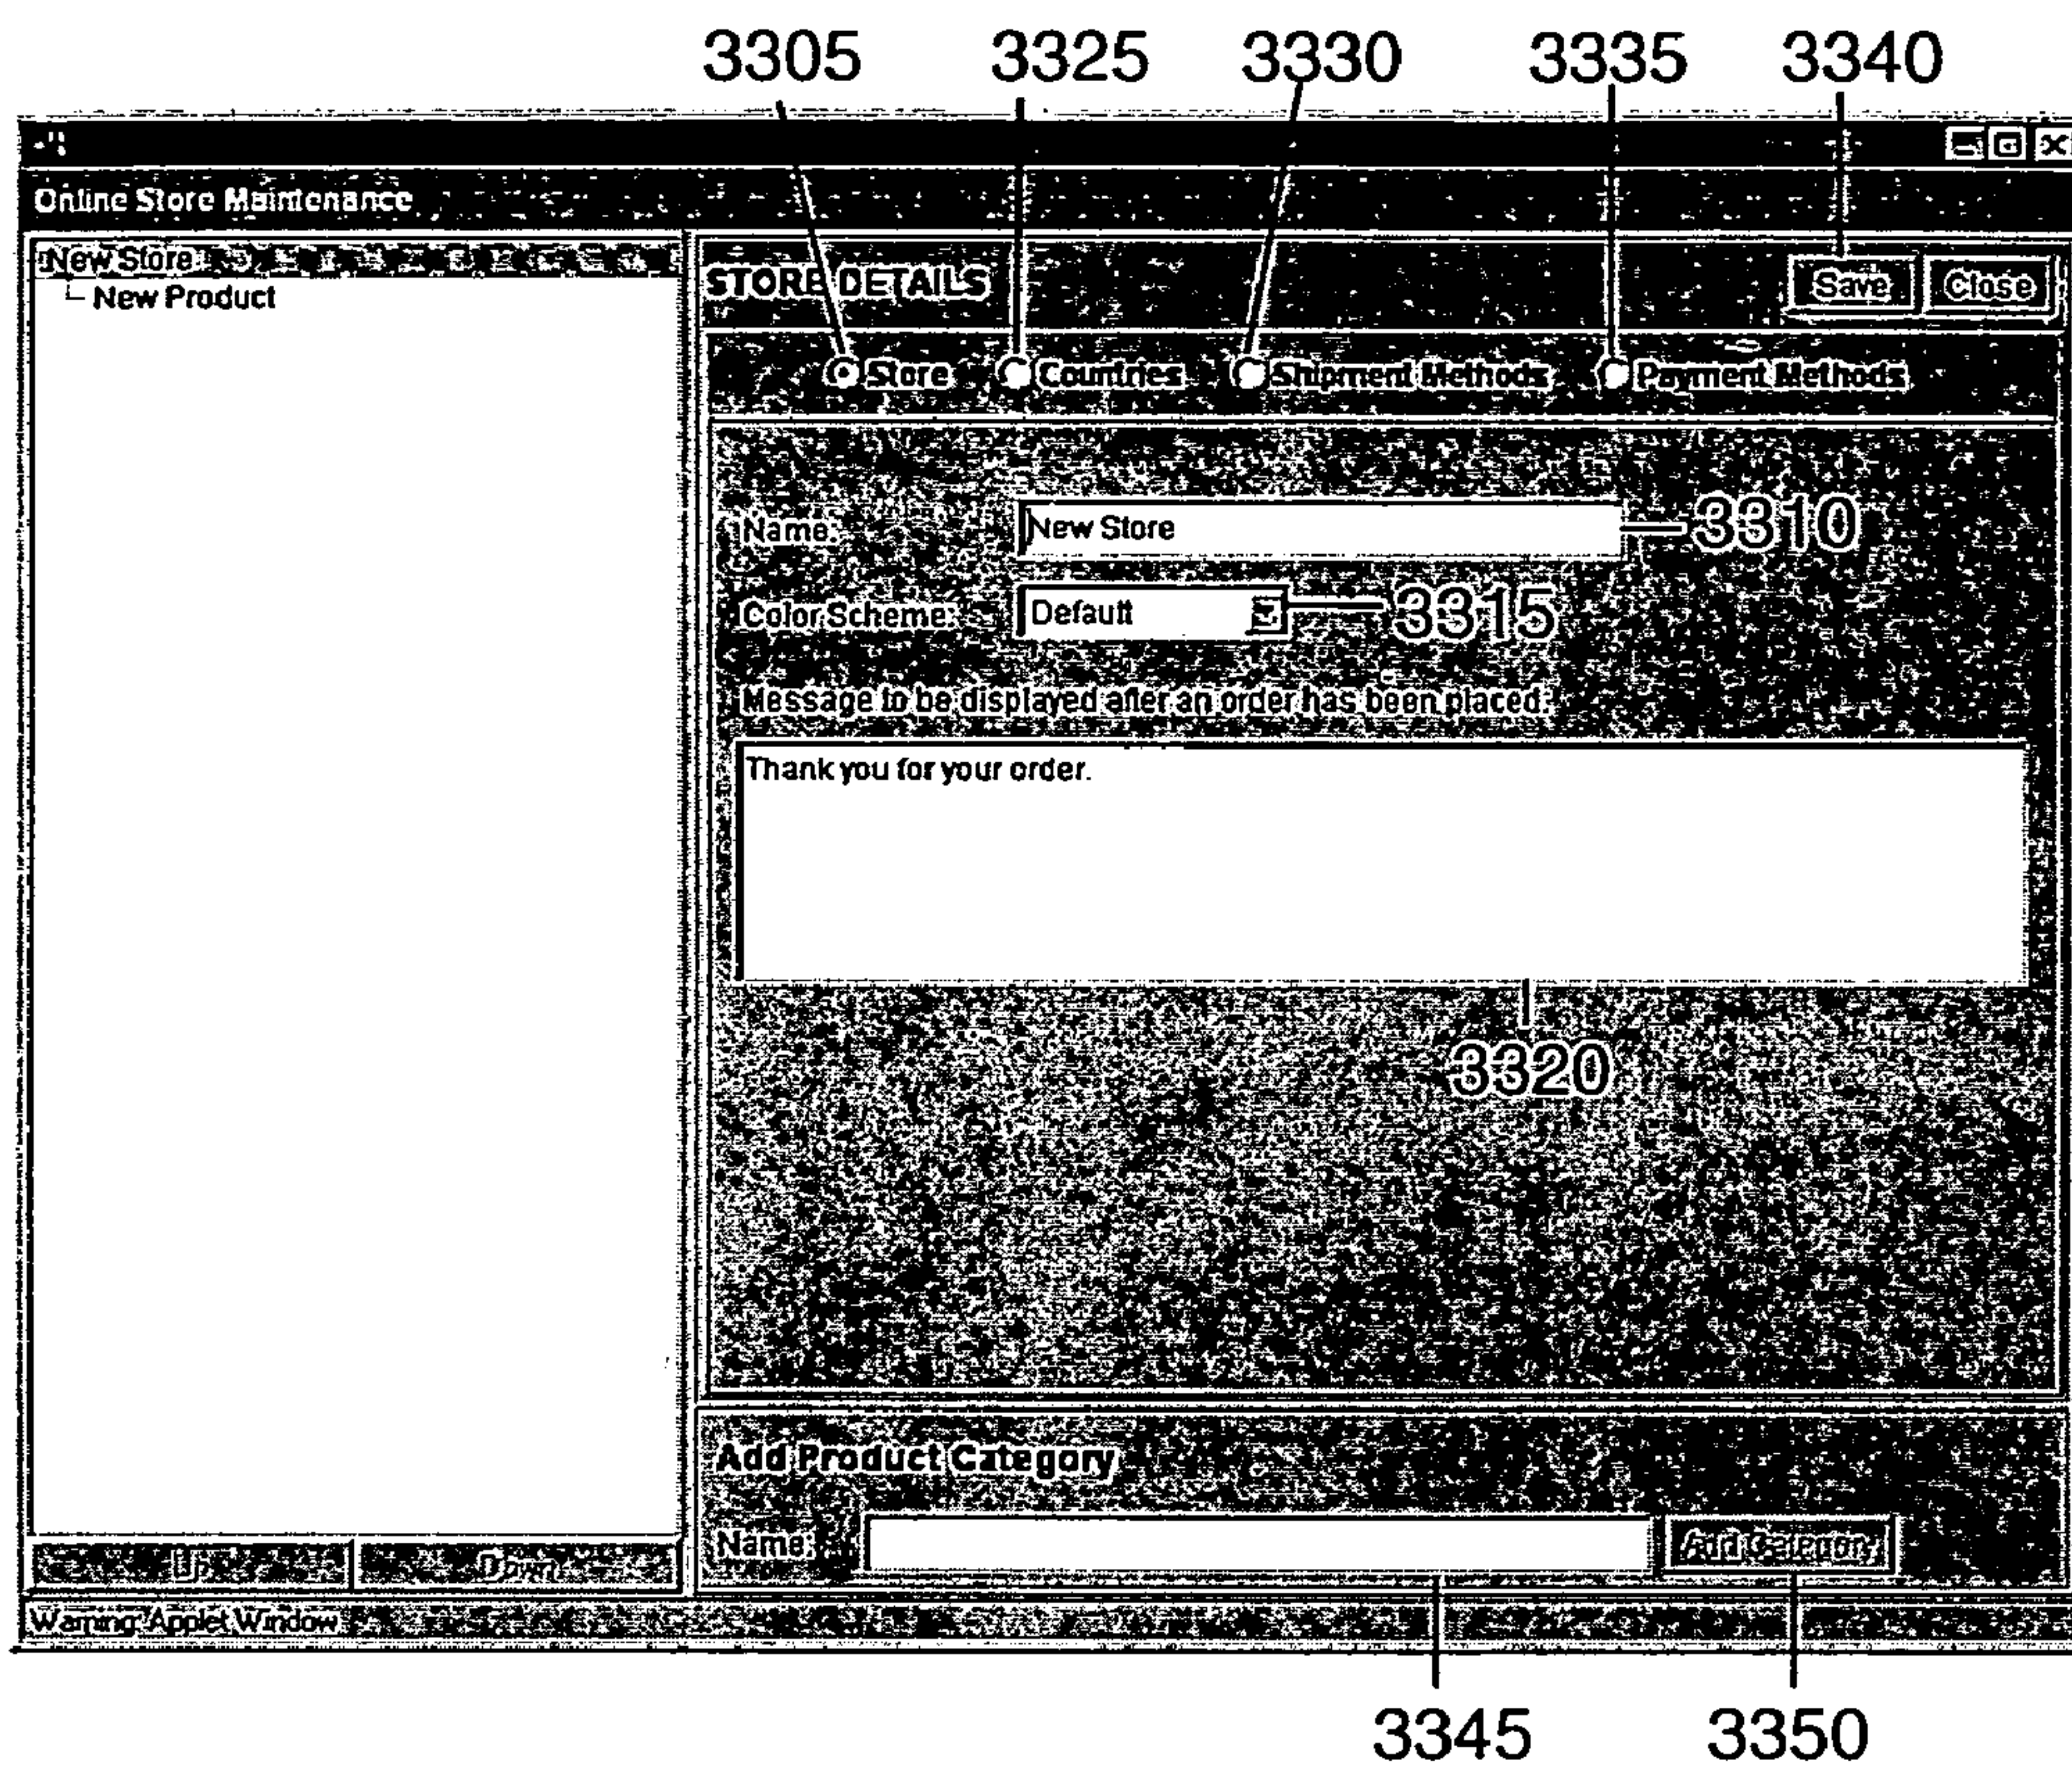 3305 3325 3330 3335 3340
Online Store Maintenance
New Store
New Product
STORE DETAILS
Save Close
Store Countries Shipment Methods Payment Methods
Name: New Store 3310
Color Scheme: Default 3315
Message to be displayed after an order has been placed:
Thank you for your order.
3320
Add Product Category
Name: Add Category
Up Down
Warning: Applet Window
3345 3350